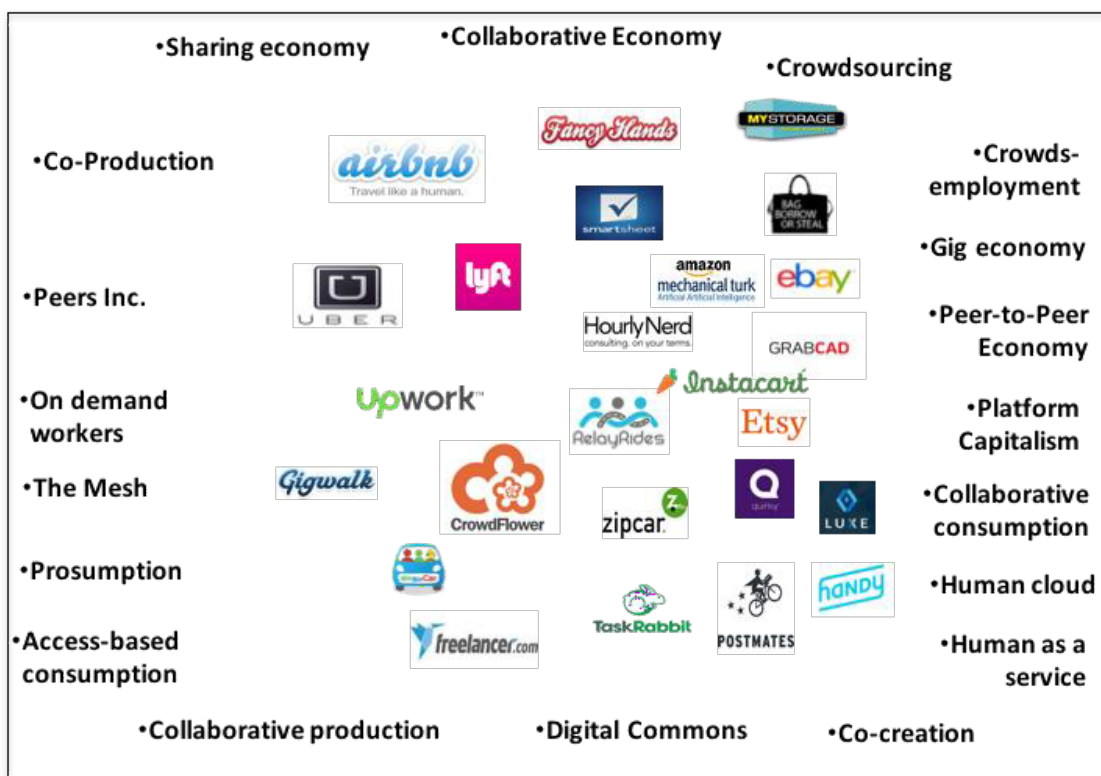 •Sharing economy
•Collaborative Economy
•Crowdsourcing
Fancy Hands
MYSTORAGE
•Co-Production
airbnb
Travel like a human.
•Crowds-
employment
smartsheet
BAG
BORROW
OR STEAL
•Gig economy
lyft
amazon
mechanical turk
Artificial Artificial Intelligence
ebay
•Peers Inc.
U
UBER
HourlyNerd
consulting. on your terms.
GRABCAD
•Peer-to-Peer
Economy
Instacart
•On demand
workers
upwork™
RelayRides
Etsy
•Platform
Capitalism
•The Mesh
Gigwalk
CrowdFlower
z
zipcar
quirky
LUXE
•Collaborative
consumption
•Prosumption
handy
•Human cloud
•Access-based
consumption
freelancer.com
TaskRabbit
POSTMATES
•Human as a
service
•Collaborative production
•Digital Commons
•Co-creation